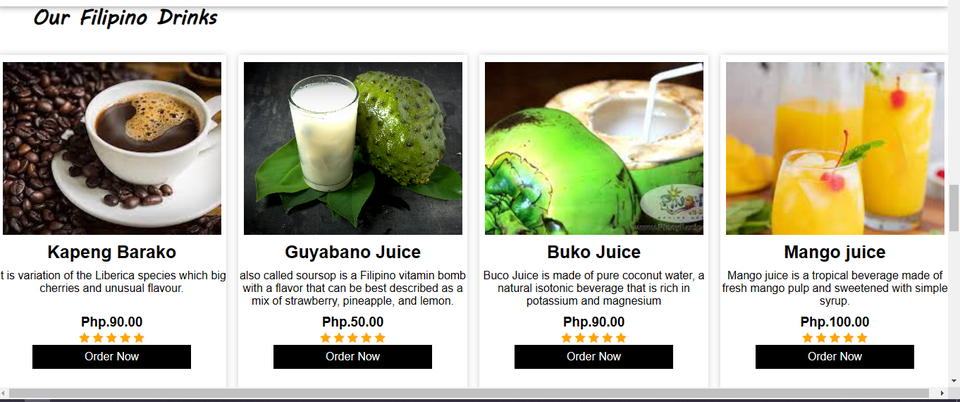 Our Filipino Drinks
Kapeng Barako
t is variation of the Liberica species which big
cherries and unusual flavour.
Php.90.00
Order Now
Guyabano Juice
also called soursop is a Filipino vitamin bomb
with a flavor that can be best described as a
mix of strawberry, pineapple, and lemon.
Php.50.00
Order Now
Buko Juice
Buco Juice is made of pure coconut water, a
natural isotonic beverage that is rich in
potassium and magnesium
Php.90.00
Order Now
Mango juice
Mango juice is a tropical beverage made of
fresh mango pulp and sweetened with simple
syrup.
Php.100.00
Order Now